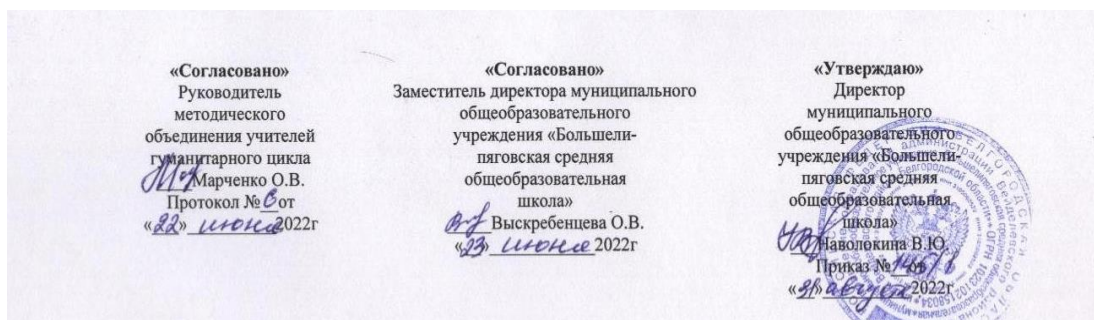 «Согласовано»
Руководитель
методического
объединения учителей
гуманитарного цикла
Марченко О.В.
Протокол № 6 от
«22» июня 2022г
«Согласовано»
Заместитель директора муниципального
общеобразовательного
учреждения «Большели-
пяговская средняя
общеобразовательная
школа»
Выскребенцева О.В.
«23» июня 2022г
«Утверждаю»
Директор
муниципального
общеобразовательного
учреждения «Большели-
пяговская средняя
общеобразовательная
школа»
Наволокина В.Ю.
Приказ № от
«31» августа 2022г